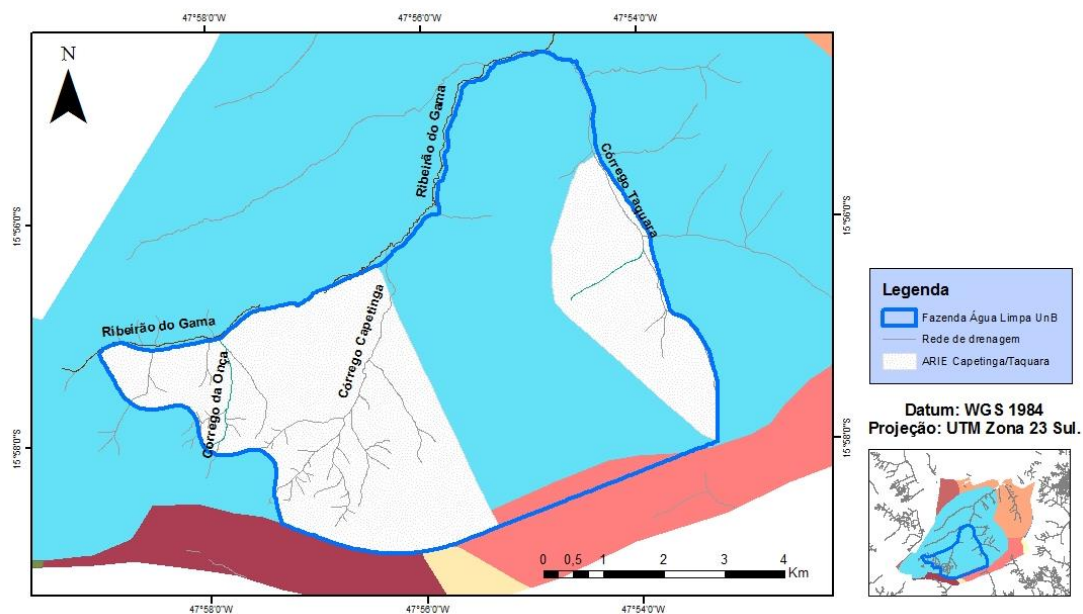 47°58'0"W 47°56'0"W 47°54'0"W
N
Ribeirão do Gama
Córrego Taquara
15°56'0"S
15°56'0"S
Ribeirão do Gama
Córrego Capetinga
Córrego da Onça
15°58'0"S
15°58'0"S
0 0,5 1 2 3 4
Km
47°58'0"W 47°56'0"W 47°54'0"W
Legenda
Fazenda Água Limpa UnB
Rede de drenagem
ARIE Capetinga/Taquara
Datum: WGS 1984
Projeção: UTM Zona 23 Sul.